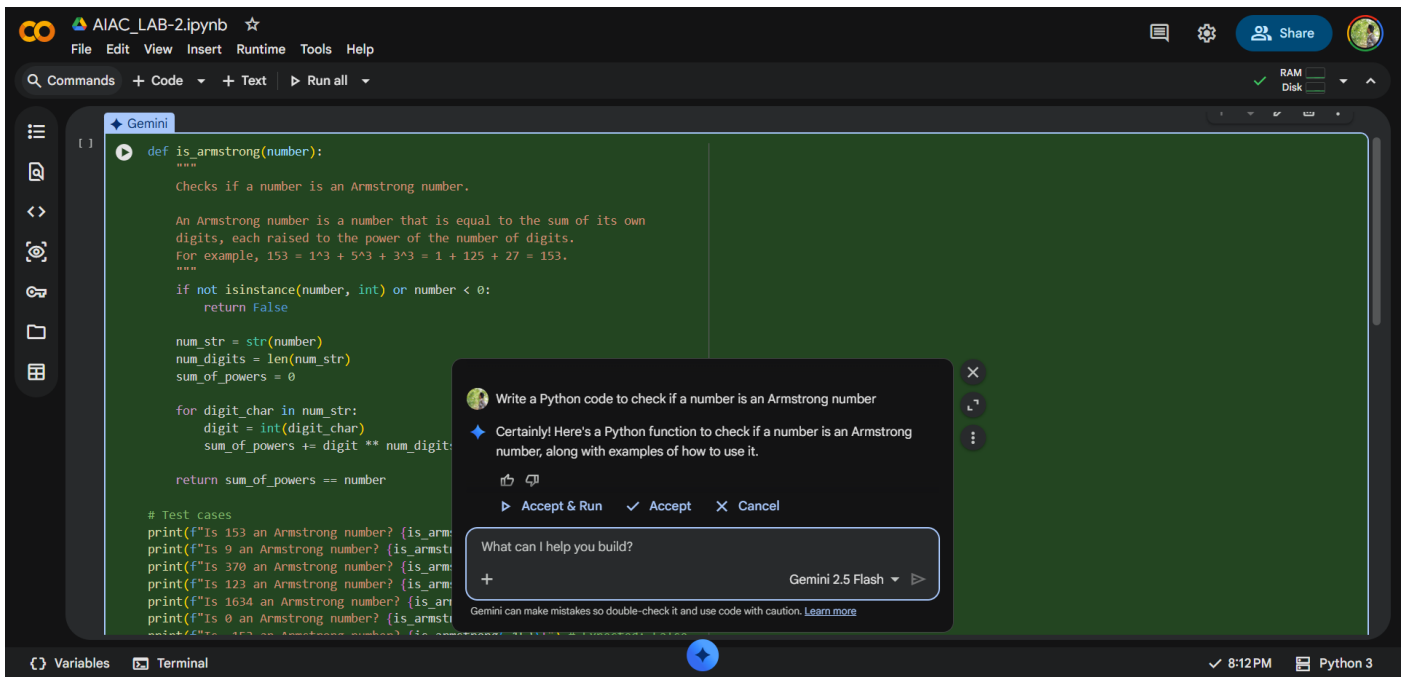 AIAC_LAB-2.ipynb
File Edit View Insert Runtime Tools Help
Share
Commands + Code + Text Run all
RAM
Disk
Gemini
[ ]
def is_armstrong(number):
"""
Checks if a number is an Armstrong number.
An Armstrong number is a number that is equal to the sum of its own
digits, each raised to the power of the number of digits.
For example, 153 = 1^3 + 5^3 + 3^3 = 1 + 125 + 27 = 153.
"""
if not isinstance(number, int) or number < 0:
return False
num_str = str(number)
num_digits = len(num_str)
sum_of_powers = 0
for digit_char in num_str:
digit = int(digit_char)
sum_of_powers += digit ** num_digits
return sum_of_powers == number
# Test cases
print(f"Is 153 an Armstrong number? {is_arm
print(f"Is 9 an Armstrong number? {is_armst
print(f"Is 370 an Armstrong number? {is_arm
print(f"Is 123 an Armstrong number? {is_arm
print(f"Is 1634 an Armstrong number? {is_ar
print(f"Is 0 an Armstrong number? {is_armst
Write a Python code to check if a number is an Armstrong number
Certainly! Here's a Python function to check if a number is an Armstrong
number, along with examples of how to use it.
Accept & Run Accept Cancel
What can I help you build?
+ Gemini 2.5 Flash
Gemini can make mistakes so double-check it and use code with caution. Learn more
{} Variables Terminal
8:12 PM Python 3